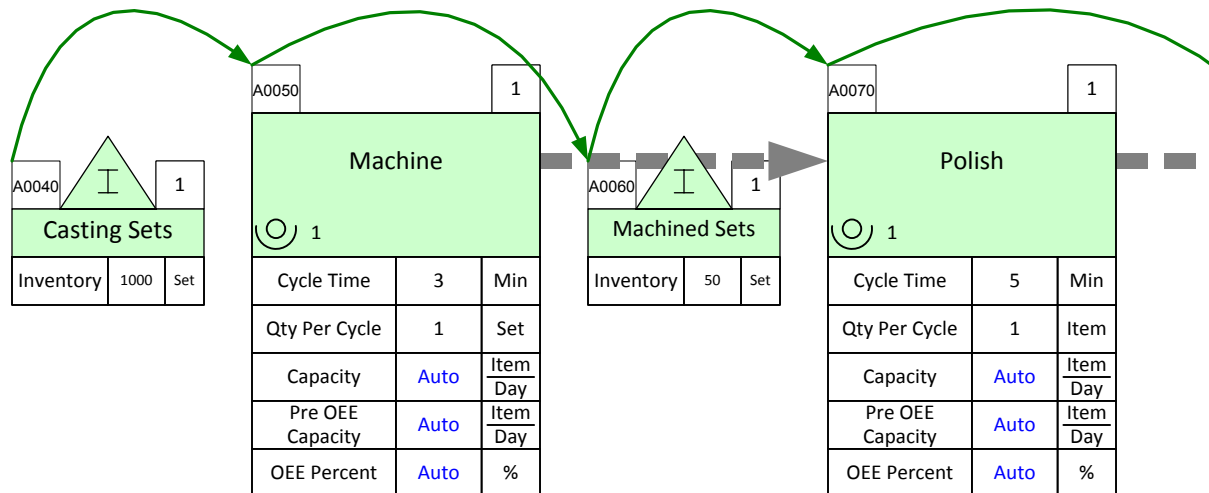 A0040
I
1
Casting Sets
Inventory 1000 Set
A0050
1
Machine
1
Cycle Time 3 Min
Qty Per Cycle 1 Set
Capacity Auto Item
Day
Pre OEE
Capacity Auto Item
Day
OEE Percent Auto %
A0060
I
1
Machined Sets
Inventory 50 Set
A0070
1
Polish
1
Cycle Time 5 Min
Qty Per Cycle 1 Item
Capacity Auto Item
Day
Pre OEE
Capacity Auto Item
Day
OEE Percent Auto %